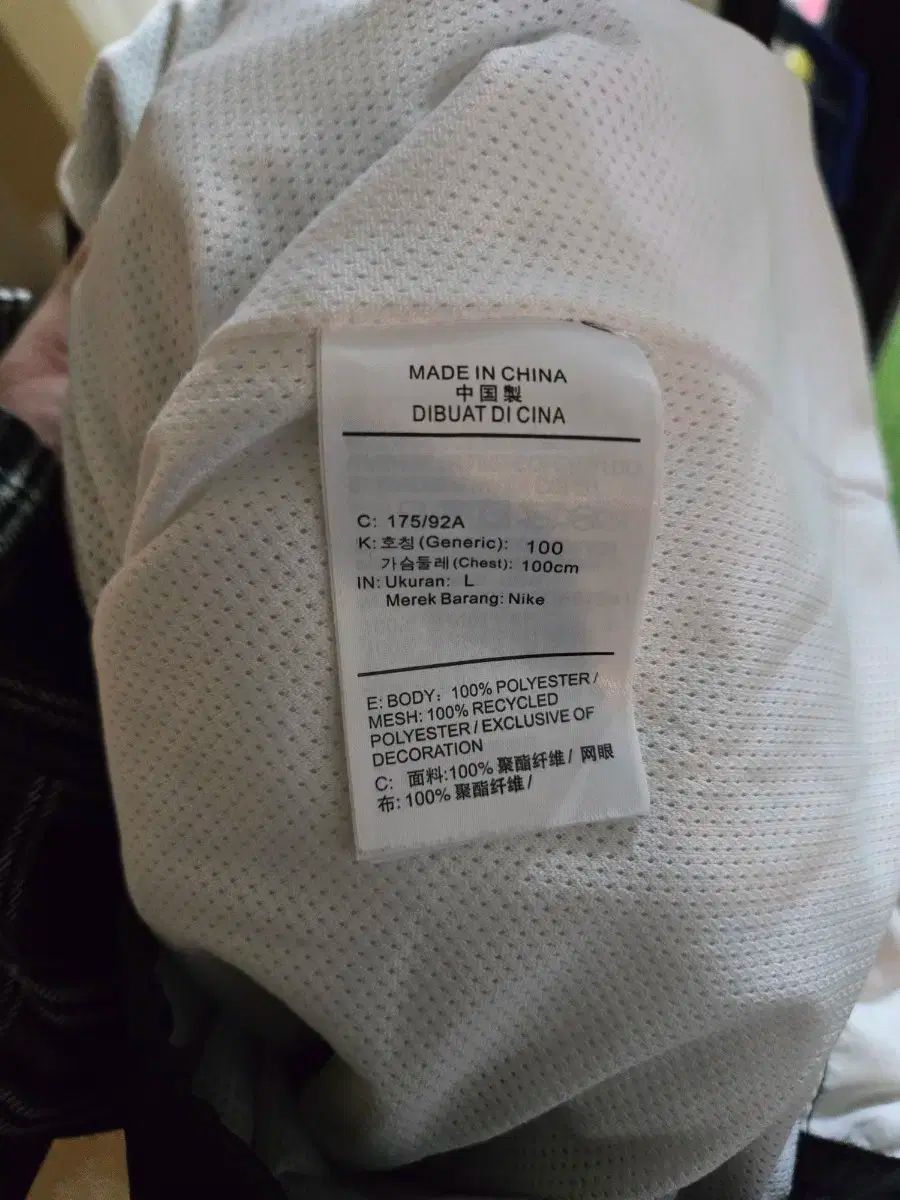 MADE IN CHINA
中国製
DIBUAT DI CINA
C: 175/92A
K: 호칭 (Generic): 100
가슴둘레 (Chest): 100cm
IN: Ukuran: L
Merek Barang: Nike
E: BODY: 100% POLYESTER /
MESH: 100% RECYCLED
POLYESTER / EXCLUSIVE OF
DECORATION
C: 面料:100% 聚酯纤维/ 网眼
布: 100% 聚酯纤维/